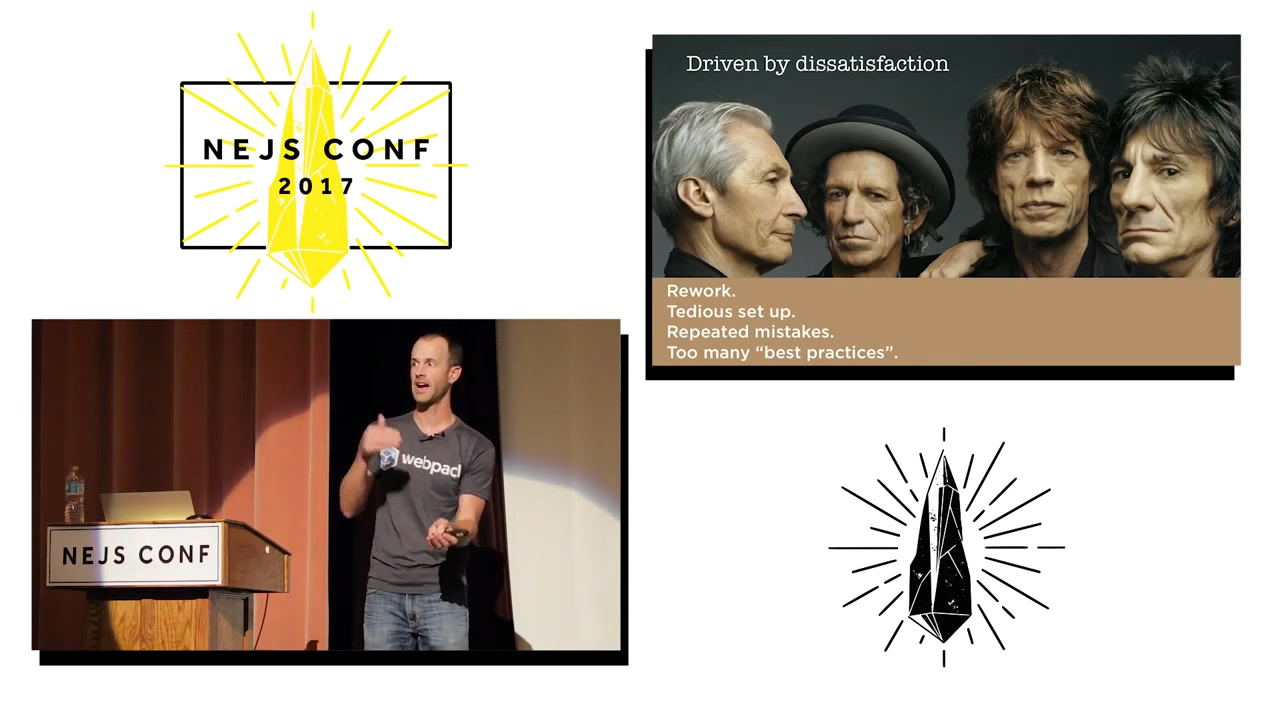 NEJS CONF
2017
Driven by dissatisfaction
Rework.
Tedious set up.
Repeated mistakes.
Too many “best practices”.
webpack
NEJS CONF